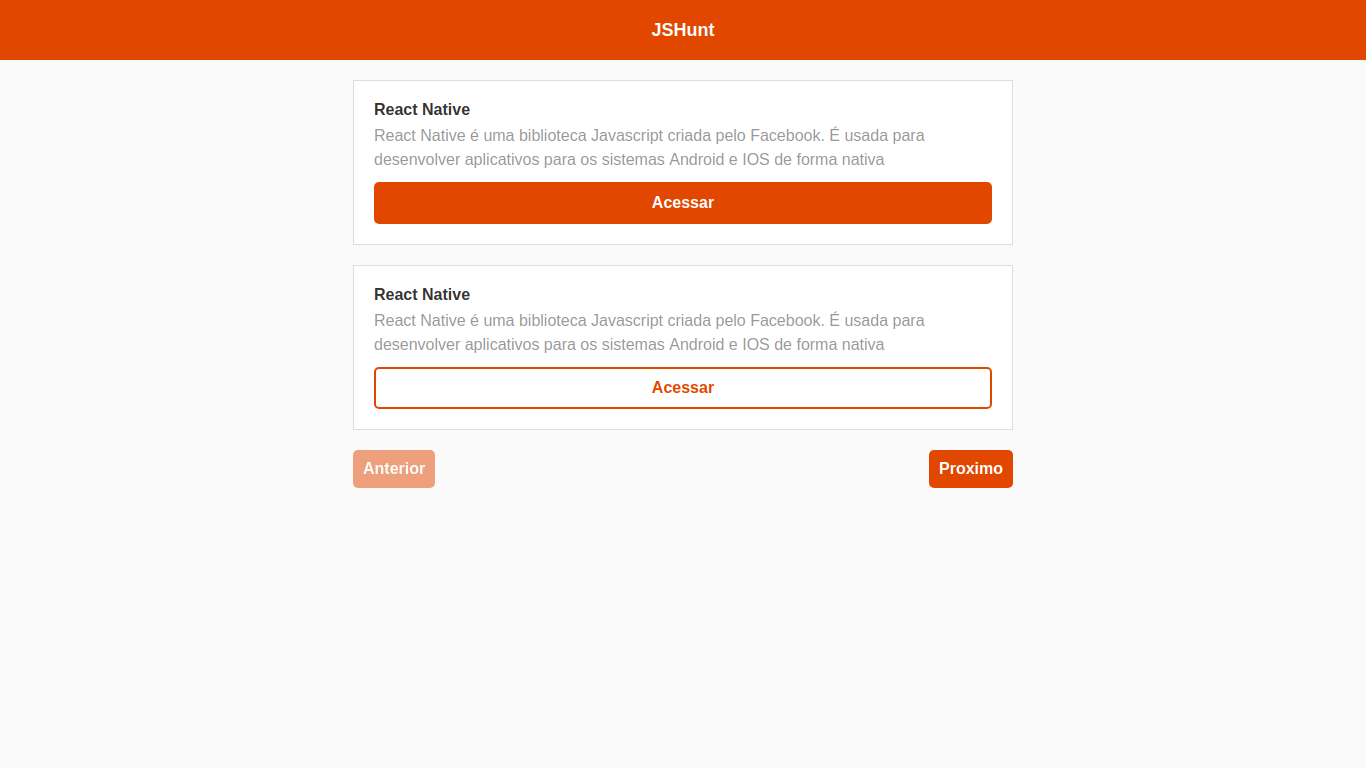 JSHunt
React Native
React Native é uma biblioteca Javascript criada pelo Facebook. É usada para
desenvolver aplicativos para os sistemas Android e IOS de forma nativa
Acessar
React Native
React Native é uma biblioteca Javascript criada pelo Facebook. É usada para
desenvolver aplicativos para os sistemas Android e IOS de forma nativa
Acessar
Anterior
Proximo